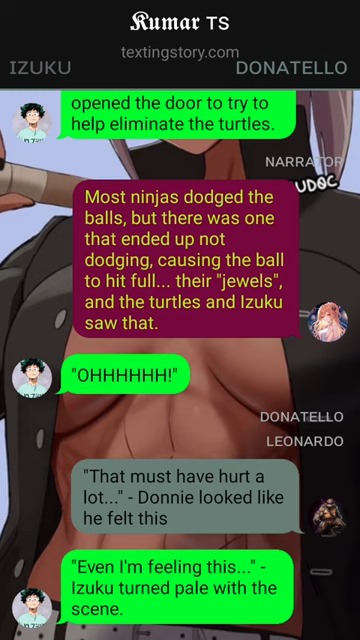 Kumar TS
textingstory.com
IZUKU
DONATELLO
opened the door to try to
help eliminate the turtles.
NARRATOR
Most ninjas dodged the
balls, but there was one
that ended up not
dodging, causing the ball
to hit full... their "jewels",
and the turtles and Izuku
saw that.
"OHHHHHH!"
DONATELLO
LEONARDO
"That must have hurt a
lot..." - Donnie looked like
he felt this
"Even I'm feeling this..." -
Izuku turned pale with the
scene.